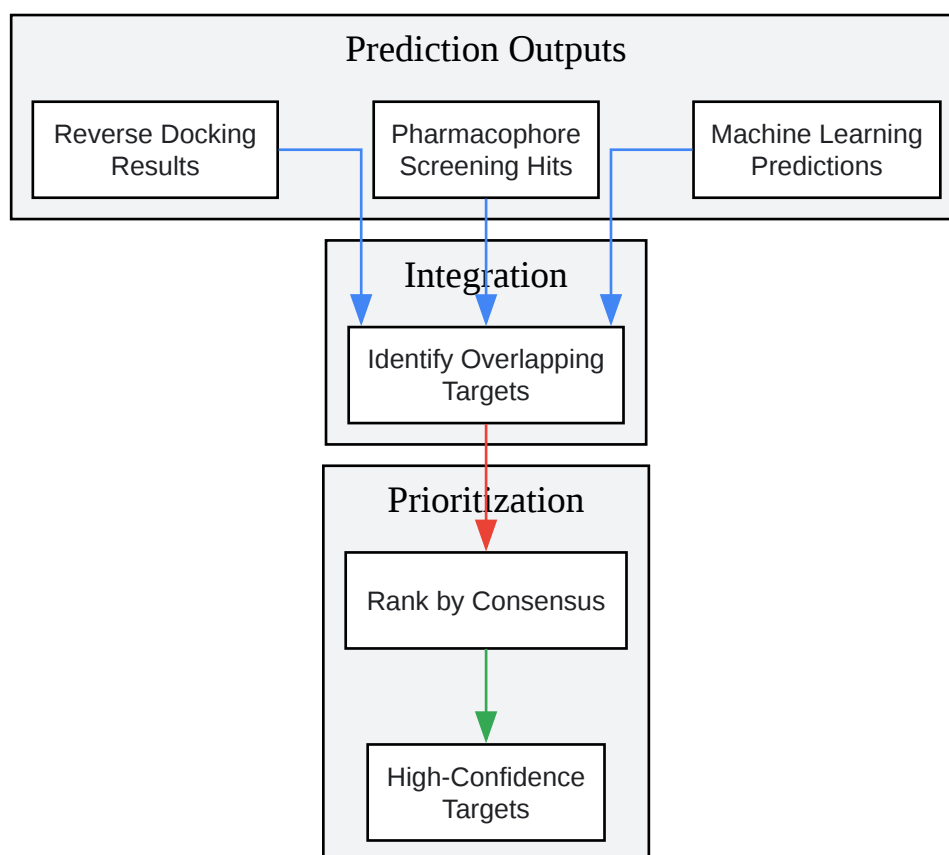 Prediction Outputs
Reverse Docking
Results
Pharmacophore
Screening Hits
Machine Learning
Predictions
Integration
Identify Overlapping
Targets
Prioritization
Rank by Consensus
High-Confidence
Targets